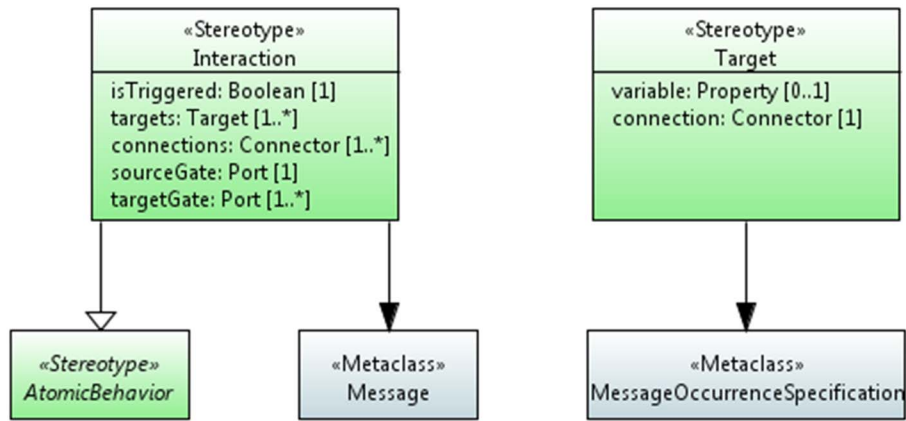 «Stereotype»
Interaction
isTriggered: Boolean [1]
targets: Target [1..*]
connections: Connector [1..*]
sourceGate: Port [1]
targetGate: Port [1..*]
«Stereotype»
Target
variable: Property [0..1]
connection: Connector [1]
«Stereotype»
AtomicBehavior
«Metaclass»
Message
«Metaclass»
MessageOccurrenceSpecification